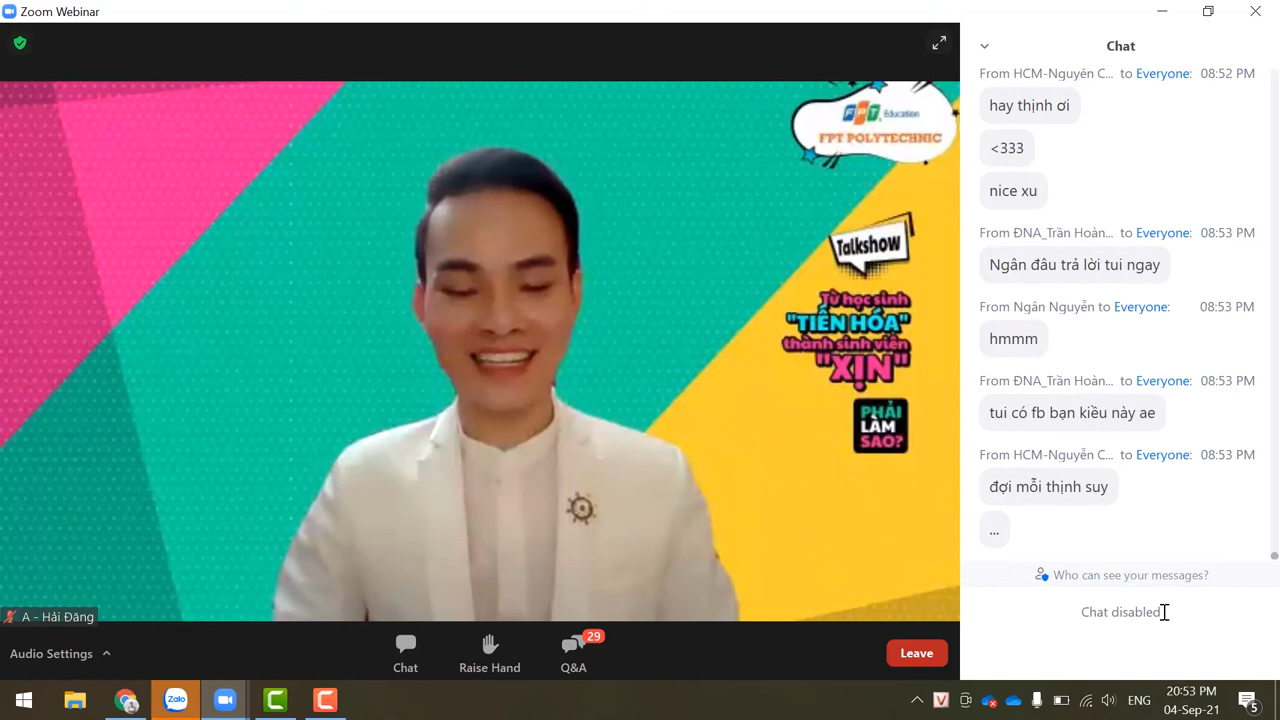 Zoom Webinar
FPT Education
FPT POLYTECHNIC
Talkshow
Từ học sinh
"TIẾN HÓA"
thành sinh viên
"XỊN"
PHẢI
LÀM
SAO?
A - Hải Đăng
Audio Settings
Chat
Raise Hand
29
Q&A
Leave
Chat
From HCM-Nguyễn C... to Everyone: 08:52 PM
hay thịnh ơi
<333
nice xu
From ĐNA_Trần Hoàn... to Everyone: 08:53 PM
Ngân đâu trả lời tui ngay
From Ngân Nguyễn to Everyone: 08:53 PM
hmmm
From ĐNA_Trần Hoàn... to Everyone: 08:53 PM
tui có fb bạn kiều này ae
From HCM-Nguyễn C... to Everyone: 08:53 PM
đợi mỗi thịnh suy
...
Who can see your messages?
Chat disabled
Zalo
ENG
20:53 PM
04-Sep-21
5